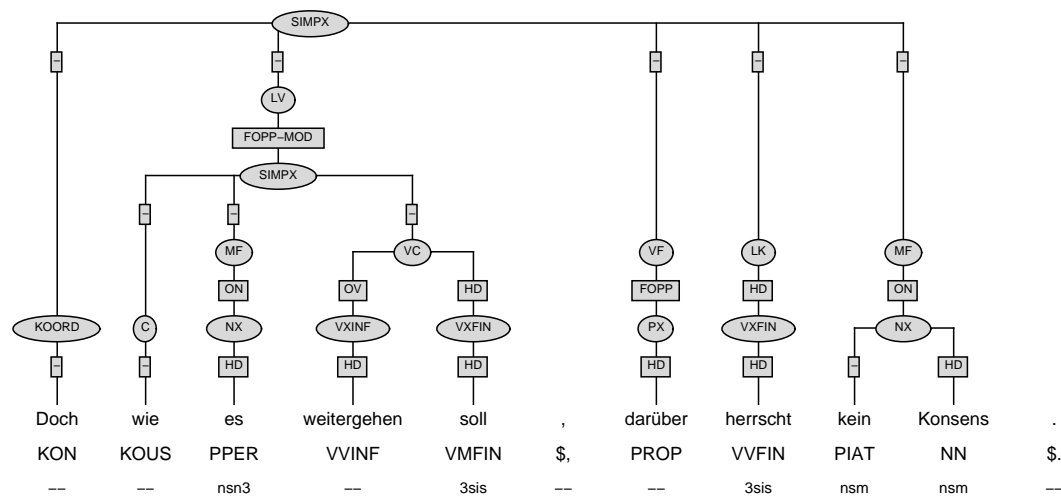 SIMPX
– – – – –
LV
FOPP–MOD
SIMPX
– – –
MF VC VF LK MF
ON OV HD FOPP HD ON
KOORD C NX VXINF VXFIN PX VXFIN NX
– – HD HD HD HD HD – HD
Doch wie es weitergehen soll , darüber herrscht kein Konsens .
KON KOUS PPER VVINF VMFIN $, PROP VVFIN PIAT NN $.
–– –– nsn3 –– 3sis –– –– 3sis nsm nsm ––